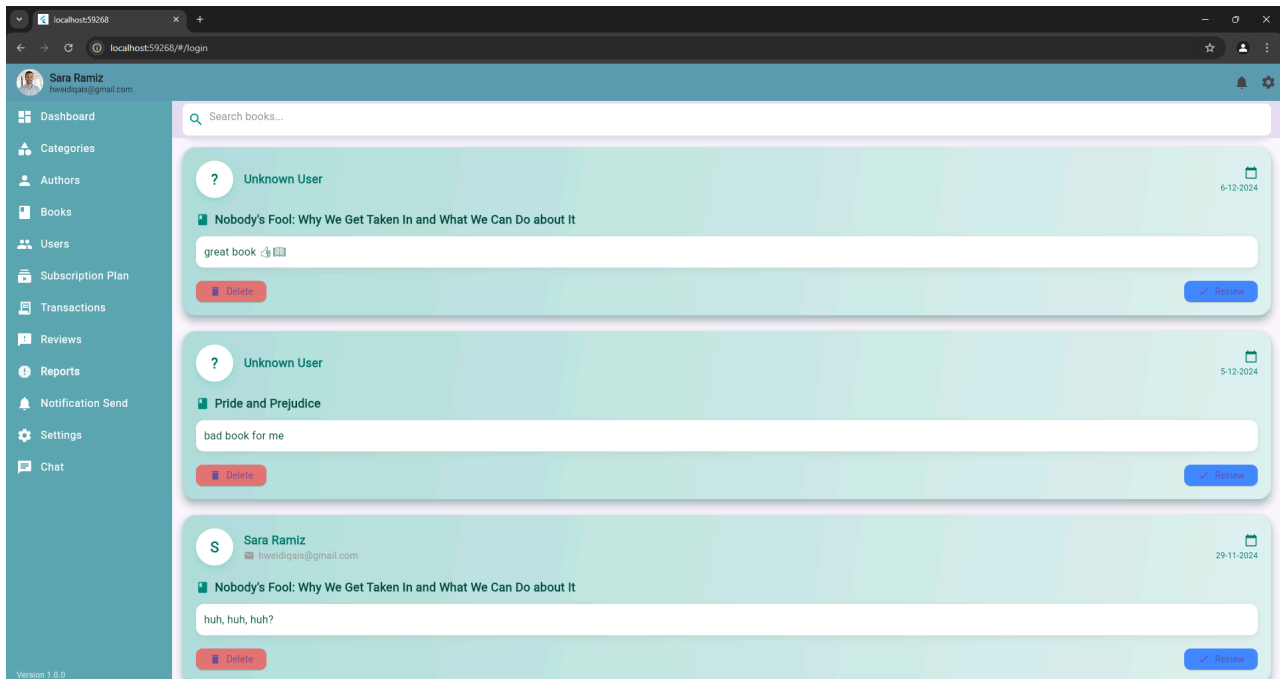 localhost:59268
localhost:59268/#/login
Sara Ramiz
hweidiqais@gmail.com
Dashboard
Categories
Authors
Books
Users
Subscription Plan
Transactions
Reviews
Reports
Notification Send
Settings
Chat
Version 1.0.0
Search books...
? Unknown User
6-12-2024
Nobody's Fool: Why We Get Taken In and What We Can Do about It
great book 👍📖
Delete Review
? Unknown User
5-12-2024
Pride and Prejudice
bad book for me
Delete Review
S Sara Ramiz
hweidiqais@gmail.com
29-11-2024
Nobody's Fool: Why We Get Taken In and What We Can Do about It
huh, huh, huh?
Delete Review